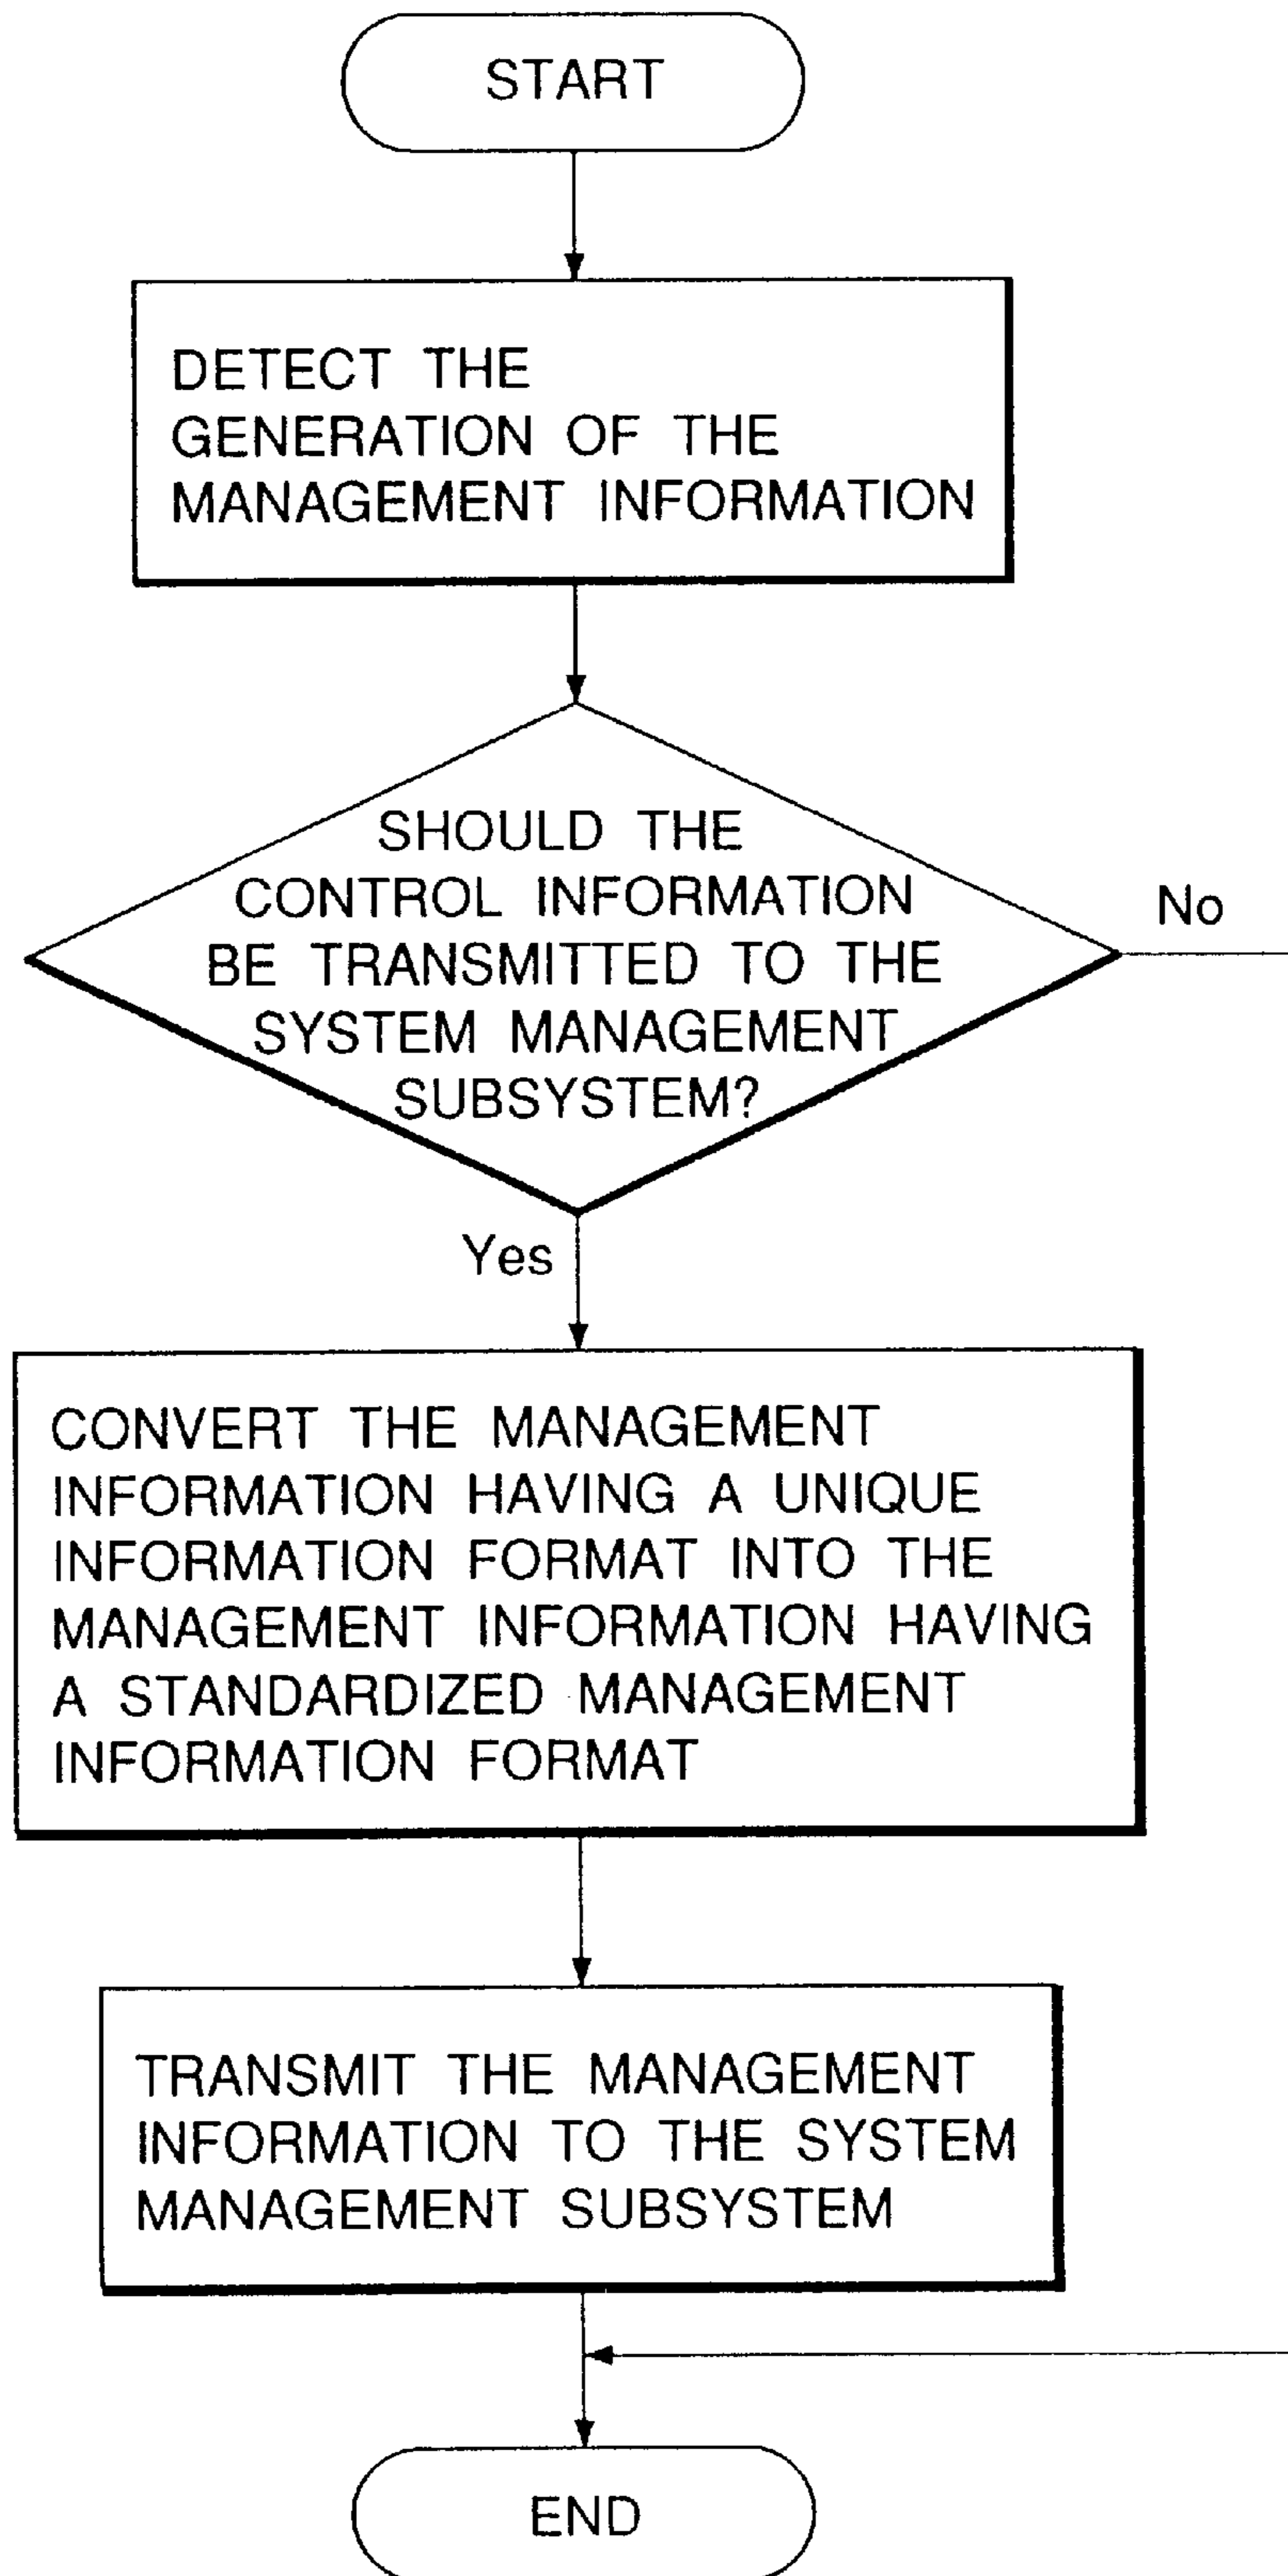 START
DETECT THE
GENERATION OF THE
MANAGEMENT INFORMATION
SHOULD THE
CONTROL INFORMATION
BE TRANSMITTED TO THE
SYSTEM MANAGEMENT
SUBSYSTEM?
No
Yes
CONVERT THE MANAGEMENT
INFORMATION HAVING A UNIQUE
INFORMATION FORMAT INTO THE
MANAGEMENT INFORMATION HAVING
A STANDARDIZED MANAGEMENT
INFORMATION FORMAT
TRANSMIT THE MANAGEMENT
INFORMATION TO THE SYSTEM
MANAGEMENT SUBSYSTEM
END